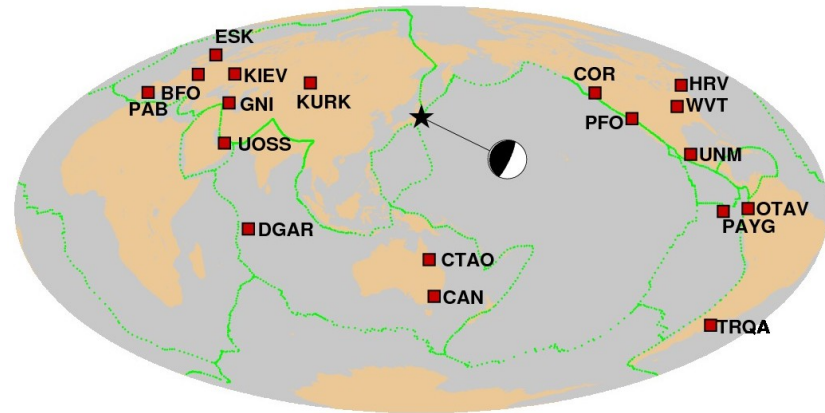 ESK
BFO
KIEV
COR
HRV
PAB
GNI
KURK
WVT
PFO
UOSS
UNM
DGAR
OTAV
PAYG
CTAO
CAN
TRQA